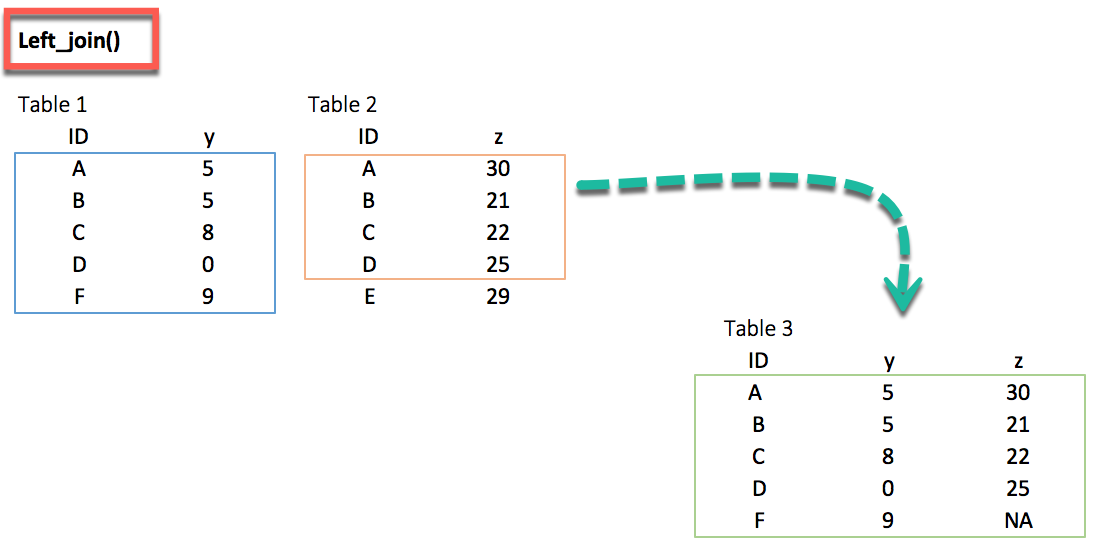 Left_join()
Table 1
ID y
A 5
B 5
C 8
D 0
F 9
Table 2
ID z
A 30
B 21
C 22
D 25
E 29
Table 3
ID y z
A 5 30
B 5 21
C 8 22
D 0 25
F 9 NA